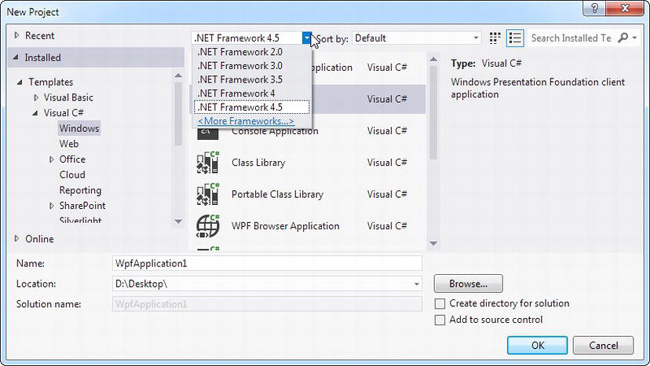 New Project
Recent
.NET Framework 4.5
Sort by:
Default
Search Installed Te
Installed
.NET Framework 2.0
.NET Framework 3.0
.NET Framework 3.5
.NET Framework 4
.NET Framework 4.5
<More Frameworks...>
Templates
Visual Basic
Visual C#
Windows
Web
Office
Cloud
Reporting
SharePoint
Silverlight
Online
Application Visual C#
Visual C#
Console Application Visual C#
Class Library Visual C#
Portable Class Library Visual C#
WPF Browser Application Visual C#
Type: Visual C#
Windows Presentation Foundation client
application
Name: WpfApplication1
Location: D:\Desktop\
Browse...
Solution name: WpfApplication1
Create directory for solution
Add to source control
OK
Cancel